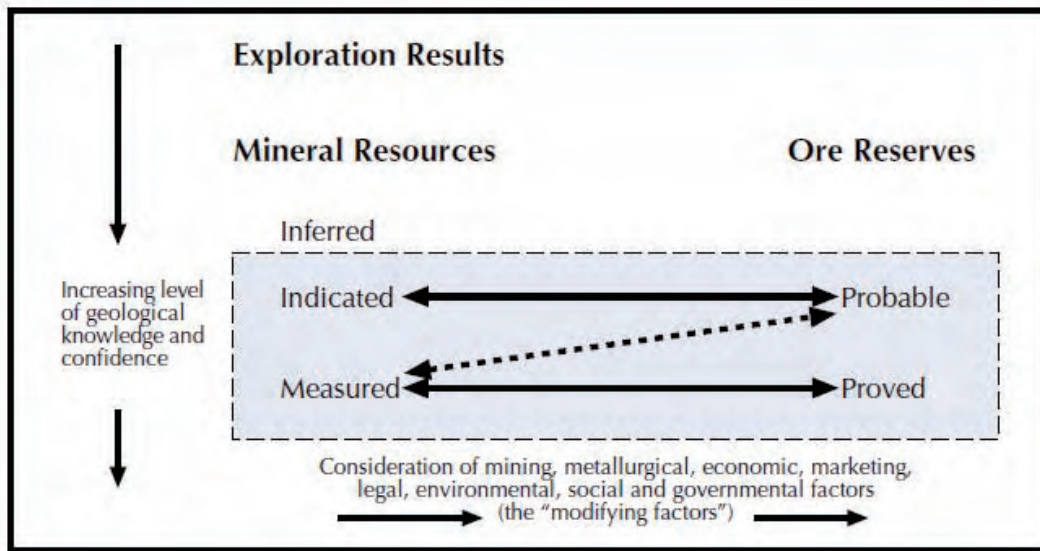 Exploration Results
Mineral Resources
Ore Reserves
Inferred
Increasing level
of geological
knowledge and
confidence
Indicated
Probable
Measured
Proved
Consideration of mining, metallurgical, economic, marketing,
legal, environmental, social and governmental factors
(the “modifying factors”)